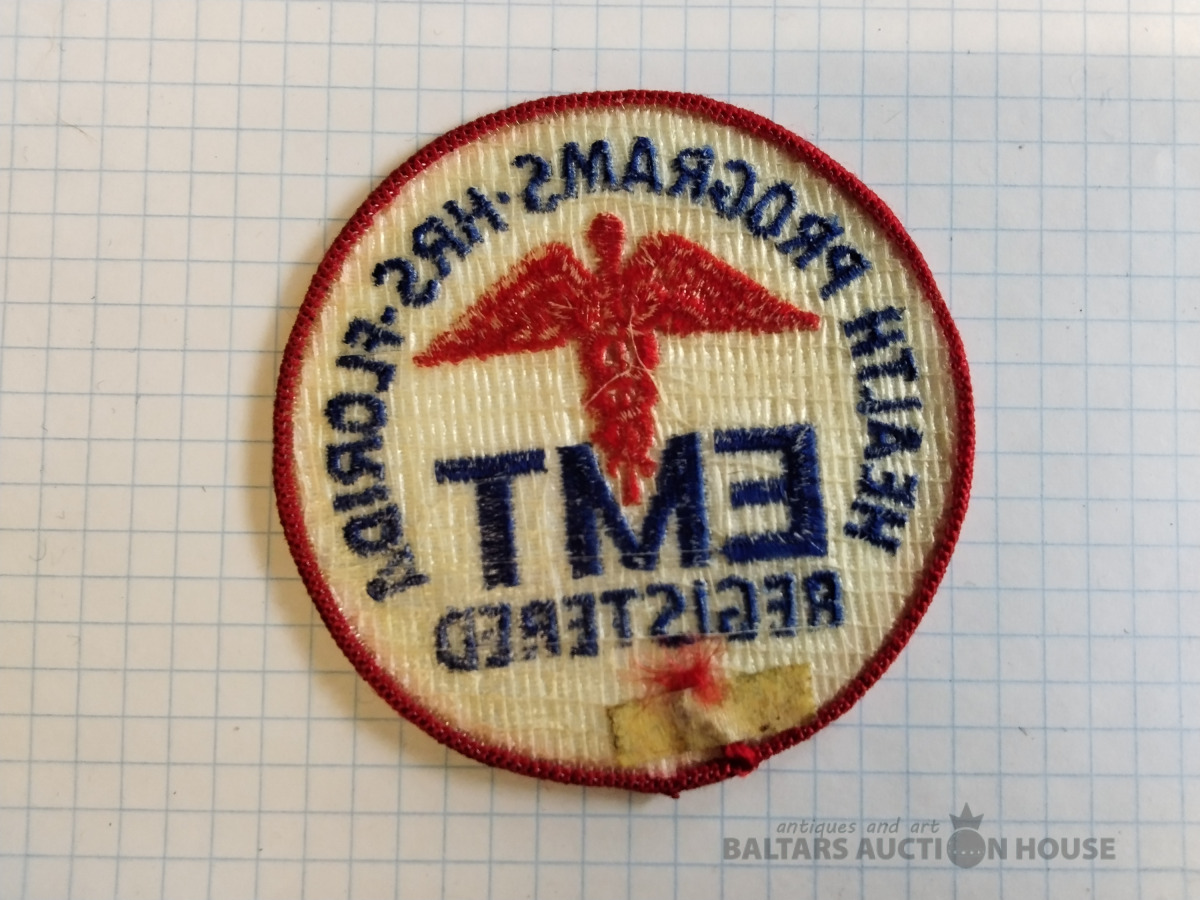 HEALTH PROGRAMS·HRS·FLORIDA
EMT
REGISTERED
antiques and art
BALTARS AUCTION HOUSE